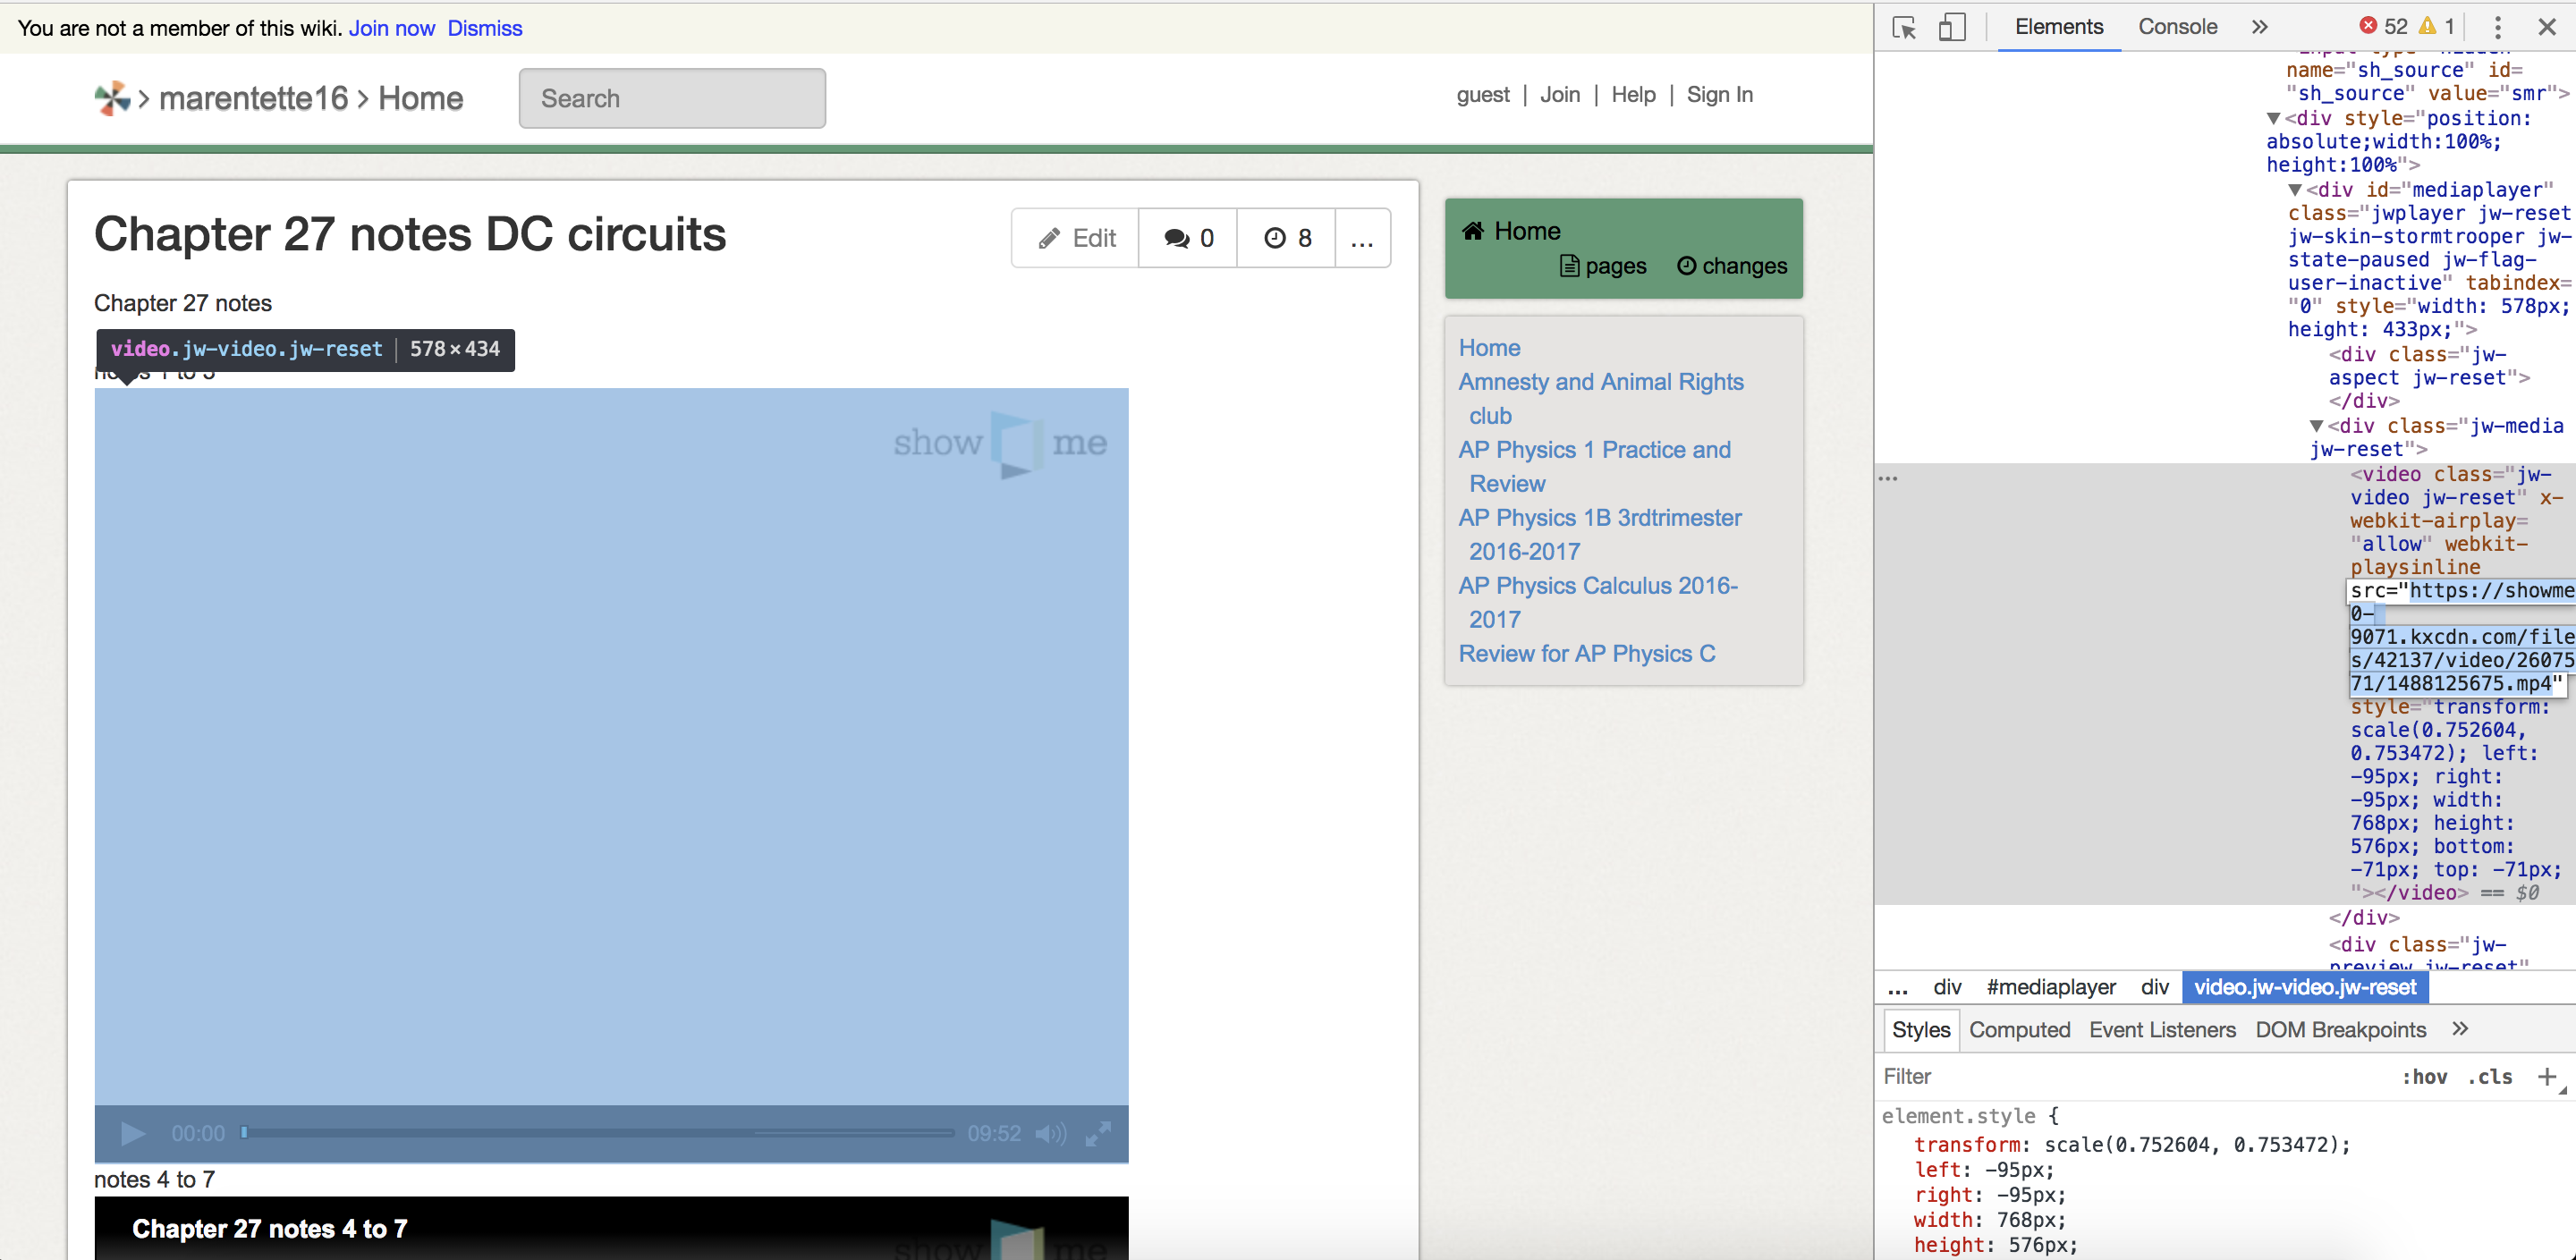 You are not a member of this wiki. Join now Dismiss
> marentette16 > Home
Search
guest | Join | Help | Sign In
Chapter 27 notes DC circuits
Edit
0
8
...
Chapter 27 notes
video.jw-video.jw-reset | 578 × 434
show me
00:00
09:52
notes 4 to 7
Chapter 27 notes 4 to 7
show me
Home
pages
changes
Home
Amnesty and Animal Rights
club
AP Physics 1 Practice and
Review
AP Physics 1B 3rdtrimester
2016-2017
AP Physics Calculus 2016-
2017
Review for AP Physics C
Elements Console » 52 1
name="sh_source" id=
"sh_source" value="smr">
▼<div style="position:
absolute;width:100%;
height:100%">
▼<div id="mediaplayer"
class="jwplayer jw-reset
jw-skin-stormtrooper jw-
state-paused jw-flag-
user-inactive" tabindex=
"0" style="width: 578px;
height: 433px;">
<div class="jw-
aspect jw-reset">
</div>
▼<div class="jw-media
jw-reset">
...
<video class="jw-
video jw-reset" x-
webkit-airplay=
"allow" webkit-
playsinline
src="https://showme
0-
9071.kxcdn.com/file
s/42137/video/26075
71/1488125675.mp4"
style="transform:
scale(0.752604,
0.753472); left:
-95px; right:
-95px; width:
768px; height:
576px; bottom:
-71px; top: -71px;
"></video> == $0
</div>
<div class="jw-
preview jw-reset"
... div #mediaplayer div video.jw-video.jw-reset
Styles Computed Event Listeners DOM Breakpoints »
Filter :hov .cls +
element.style {
transform: scale(0.752604, 0.753472);
left: -95px;
right: -95px;
width: 768px;
height: 576px;